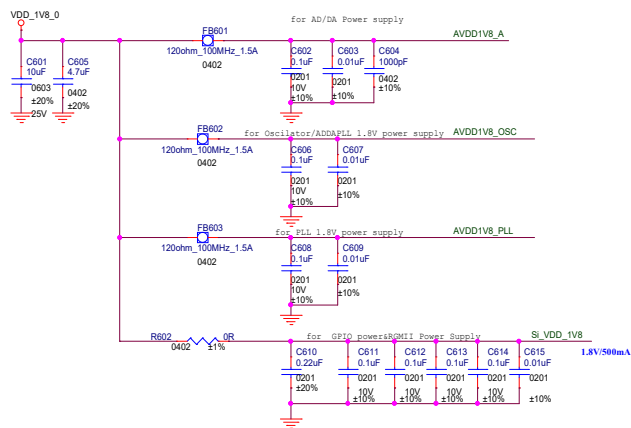 VDD_1V8_0
FB601
for AD/DA Power supply
AVDD1V8_A
120ohm_100MHz_1.5A
0402
C601
10uF
0603
±20%
25V
C605
4.7uF
0402
±20%
C602
0.1uF
0201
10V
±10%
C603
0.01uF
0201
±10%
C604
1000pF
0402
±10%
FB602
for Oscilator/ADDAPLL 1.8V power supply
AVDD1V8_OSC
120ohm_100MHz_1.5A
0402
C606
0.1uF
0201
10V
±10%
C607
0.01uF
0201
±10%
FB603
for PLL 1.8V power supply
AVDD1V8_PLL
120ohm_100MHz_1.5A
0402
C608
0.1uF
0201
10V
±10%
C609
0.01uF
0201
±10%
R602
0R
0402
±1%
for GPIO power&RGMII Power Supply
Si_VDD_1V8
1.8V/500mA
C610
0.22uF
0201
±20%
C611
0.1uF
0201
10V
±10%
C612
0.1uF
0201
10V
±10%
C613
0.1uF
0201
10V
±10%
C614
0.1uF
0201
10V
±10%
C615
0.01uF
0201
±10%